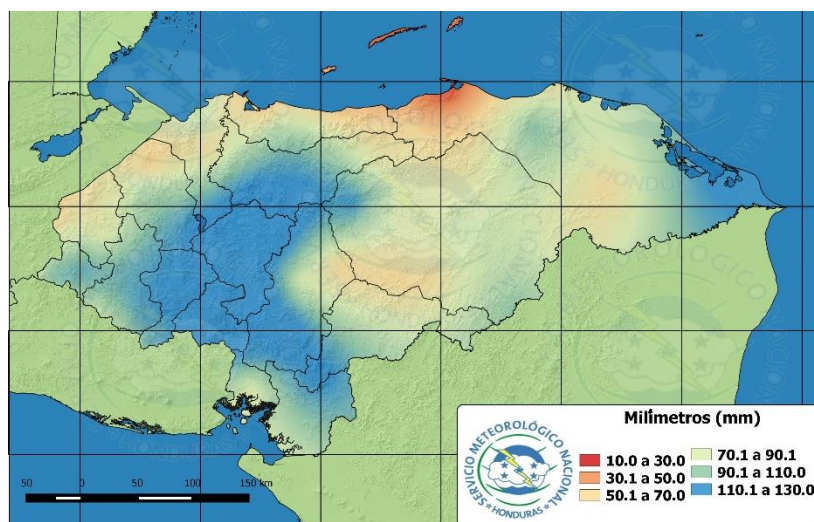 Milímetros (mm)
10.0 a 30.0
30.1 a 50.0
50.1 a 70.0
70.1 a 90.1
90.1 a 110.0
110.1 a 130.0
SERVICIO METEOROLÓGICO NACIONAL
HONDURAS
50 0 50 100 150 km